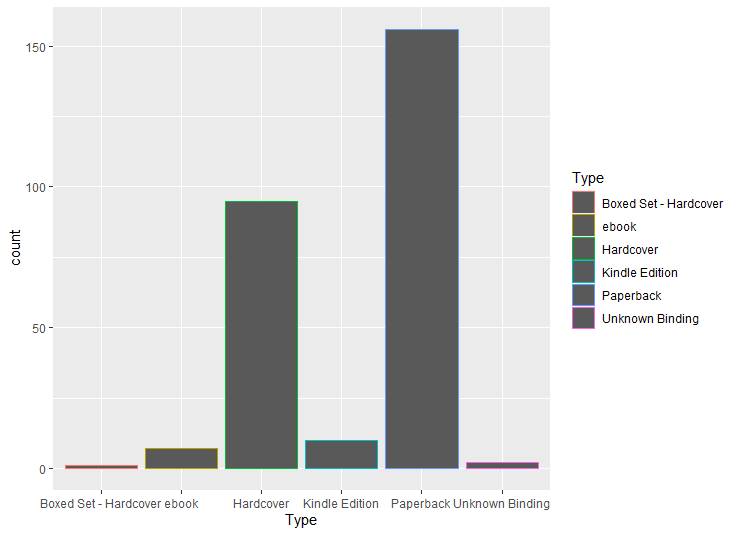 150
100
50
0
count
Boxed Set - Hardcover ebook Hardcover Kindle Edition Paperback Unknown Binding
Type
Type
Boxed Set - Hardcover
ebook
Hardcover
Kindle Edition
Paperback
Unknown Binding